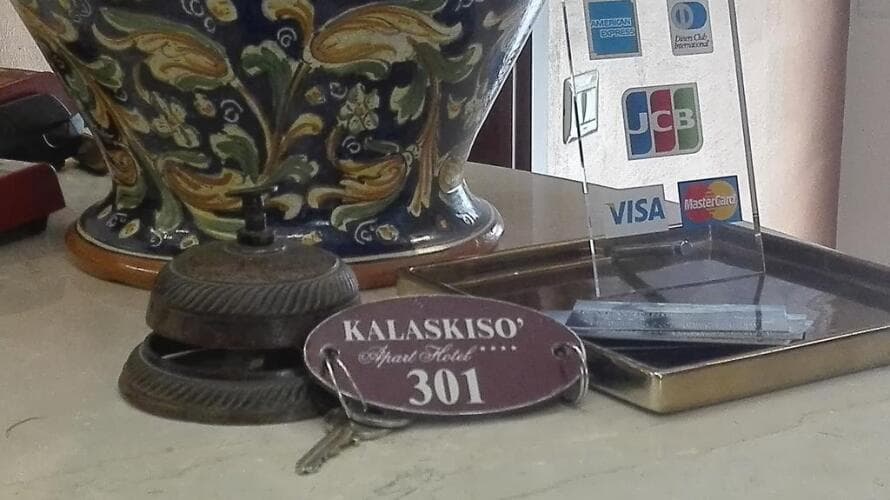 AMERICAN
EXPRESS
Diners Club
International
JCB
VISA
MasterCard
KALASKISO'
Apart Hotel ****
301